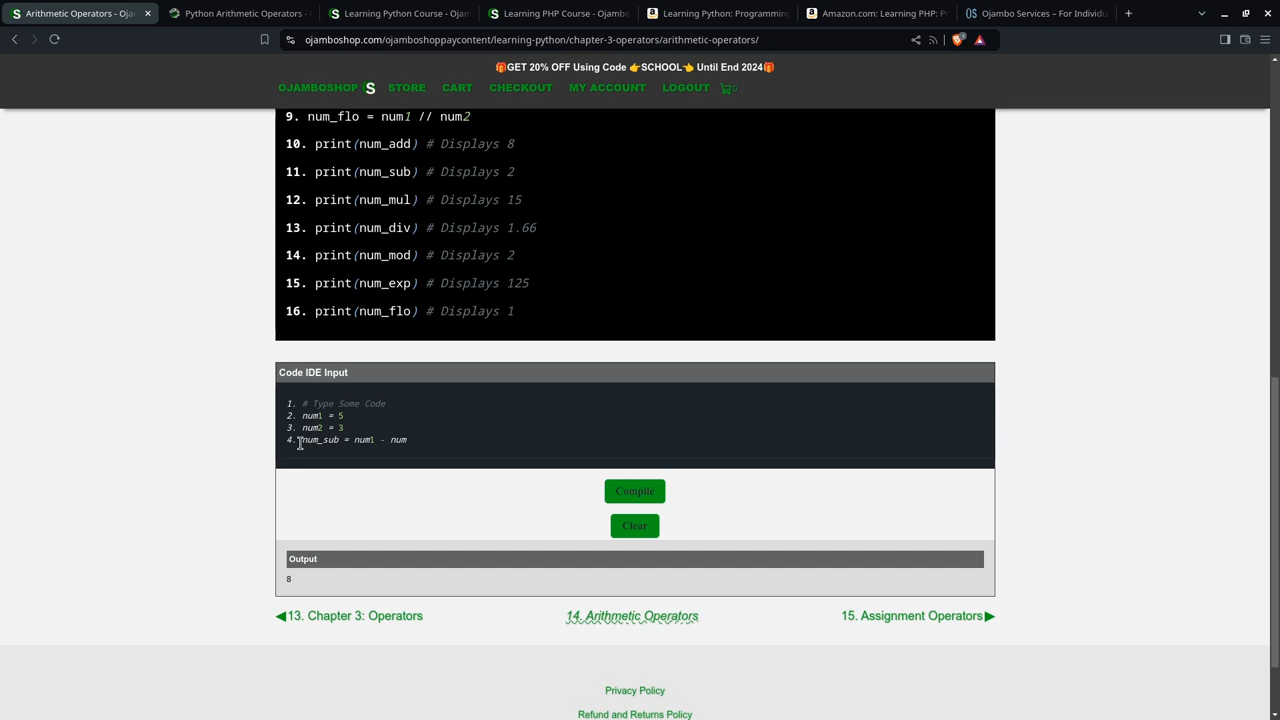 Arithmetic Operators - Oja
Python Arithmetic Operators -
Learning Python Course - Ojam
Learning PHP Course - Ojambo
Learning Python: Programming
Amazon.com: Learning PHP:
Ojambo Services – For Individu
ojamboshop.com/ojamboshoppaycontent/learning-python/chapter-3-operators/arithmetic-operators/
🎁GET 20% OFF Using Code 👉SCHOOL👈 Until End 2024🎁
OJAMBOSHOP S STORE CART CHECKOUT MY ACCOUNT LOGOUT 0
9. num_flo = num1 // num2
10. print(num_add) # Displays 8
11. print(num_sub) # Displays 2
12. print(num_mul) # Displays 15
13. print(num_div) # Displays 1.66
14. print(num_mod) # Displays 2
15. print(num_exp) # Displays 125
16. print(num_flo) # Displays 1
Code IDE Input
1. # Type Some Code
2. num1 = 5
3. num2 = 3
4. num_sub = num1 - num
Compile
Clear
Output
8
◀13. Chapter 3: Operators
14. Arithmetic Operators
15. Assignment Operators▶
Privacy Policy
Refund and Returns Policy